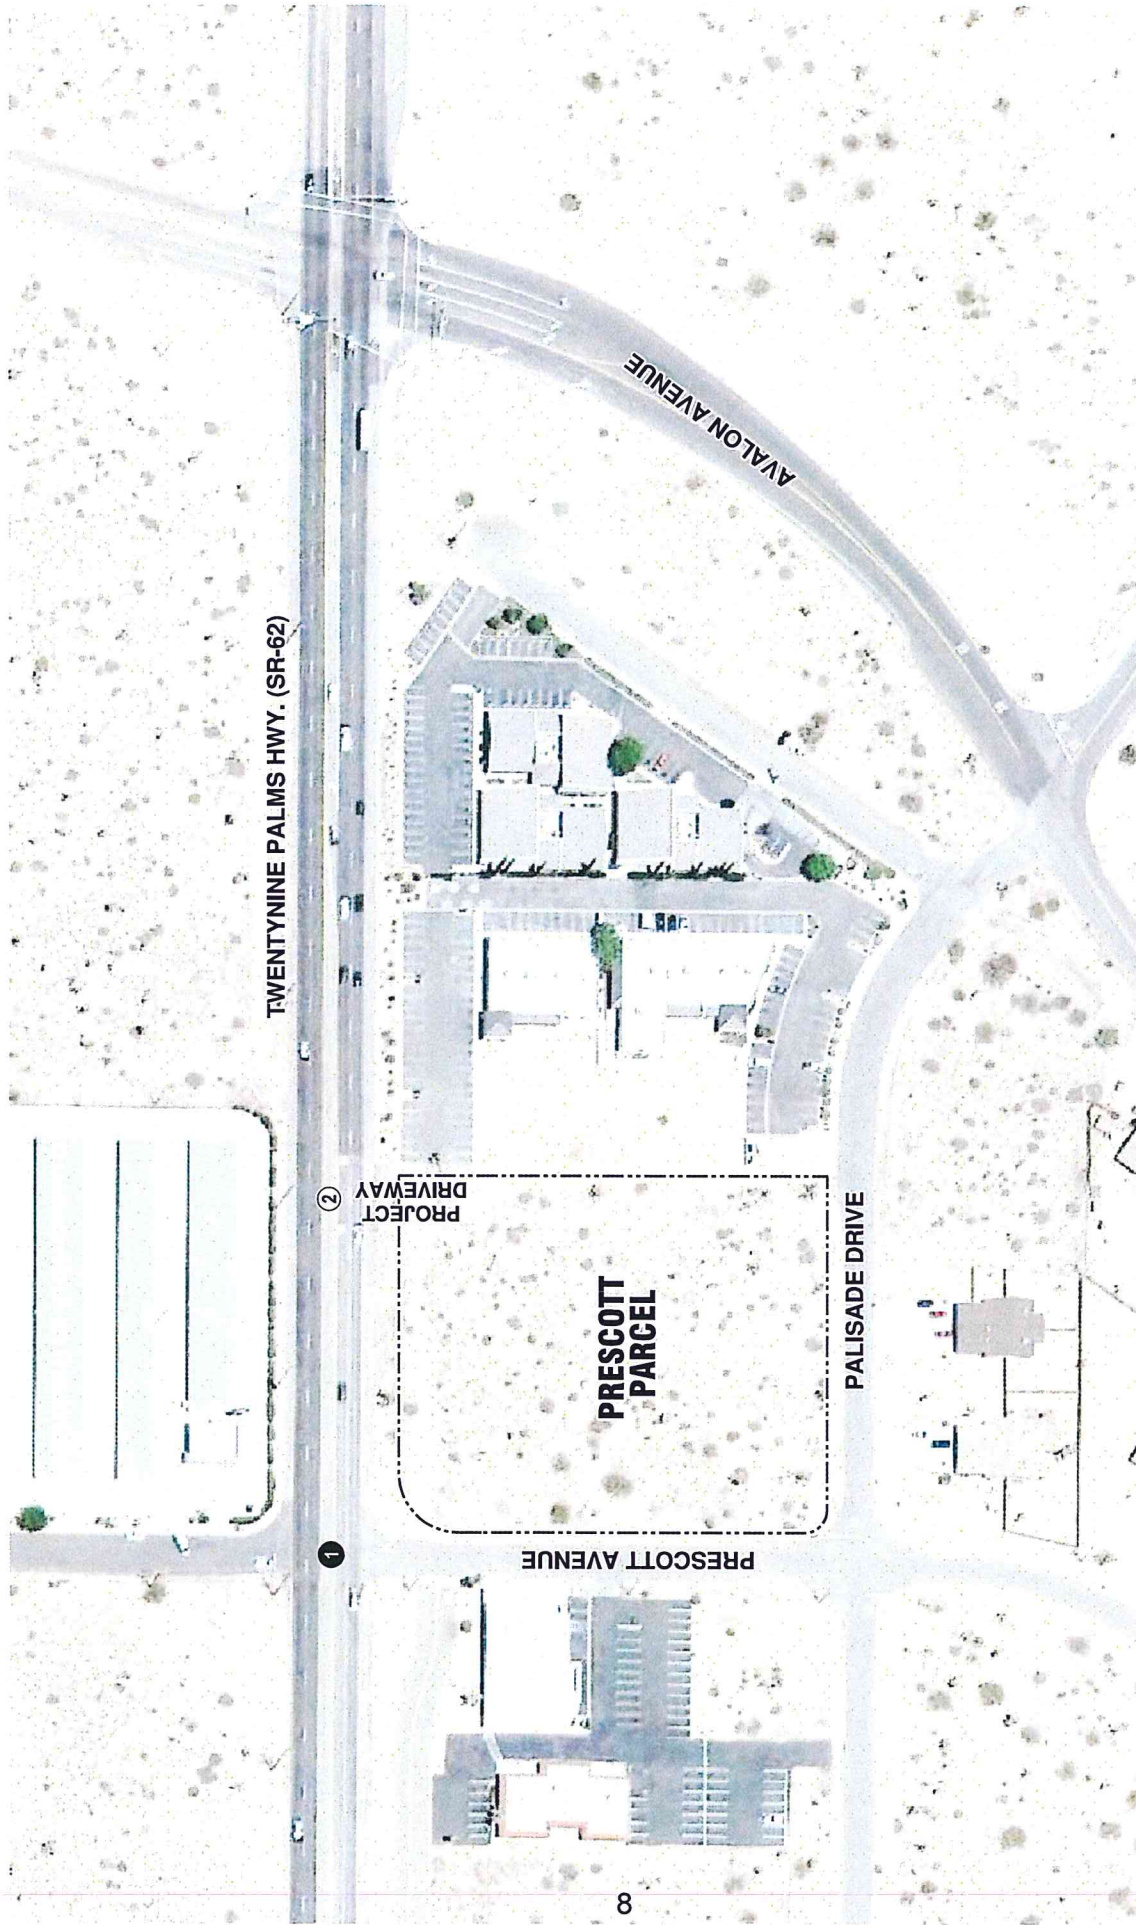 TWENTYNINE PALMS HWY. (SR-62)
AVALON AVENUE
2
PROJECT
DRIVEWAY
PRESCOTT
PARCEL
PALISADE DRIVE
1
PRESCOTT AVENUE
8